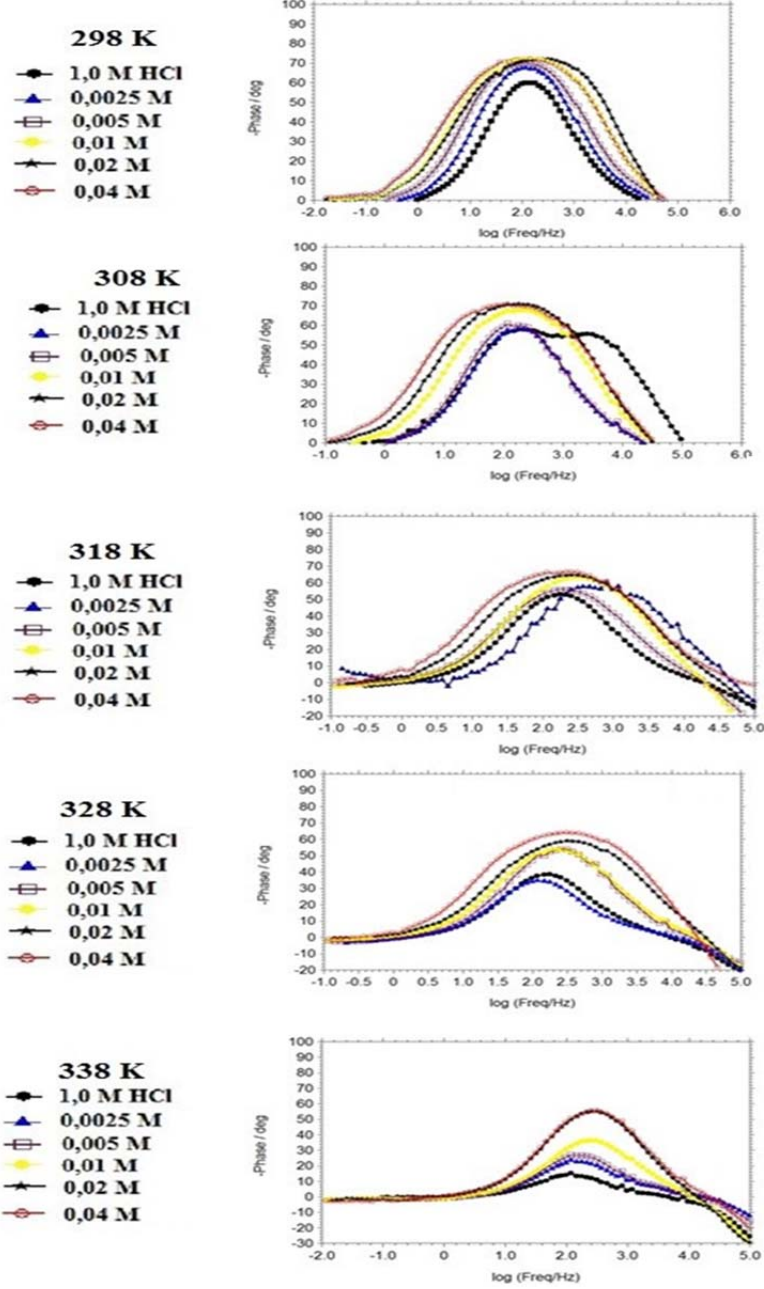 298 K
1,0 M HCl
0,0025 M
0,005 M
0,01 M
0,02 M
0,04 M
-Phase / deg
100
90
80
70
60
50
40
30
20
10
0
-2.0 -1.0 0 1.0 2.0 3.0 4.0 5.0 6.0
log (Freq/Hz)
308 K
1,0 M HCl
0,0025 M
0,005 M
0,01 M
0,02 M
0,04 M
-Phase / deg
100
90
80
70
60
50
40
30
20
10
0
-1.0 0 1.0 2.0 3.0 4.0 5.0 6.0
log (Freq/Hz)
318 K
1,0 M HCl
0,0025 M
0,005 M
0,01 M
0,02 M
0,04 M
-Phase / deg
100
90
80
70
60
50
40
30
20
10
0
-10
-20
-1.0 -0.5 0 0.5 1.0 1.5 2.0 2.5 3.0 3.5 4.0 4.5 5.0
log (Freq/Hz)
328 K
1,0 M HCl
0,0025 M
0,005 M
0,01 M
0,02 M
0,04 M
-Phase / deg
100
90
80
70
60
50
40
30
20
10
0
-10
-20
-1.0 -0.5 0 0.5 1.0 1.5 2.0 2.5 3.0 3.5 4.0 4.5 5.0
log (Freq/Hz)
338 K
1,0 M HCl
0,0025 M
0,005 M
0,01 M
0,02 M
0,04 M
-Phase / deg
100
90
80
70
60
50
40
30
20
10
0
-10
-20
-30
-2.0 -1.0 0 1.0 2.0 3.0 4.0 5.0
log (Freq/Hz)